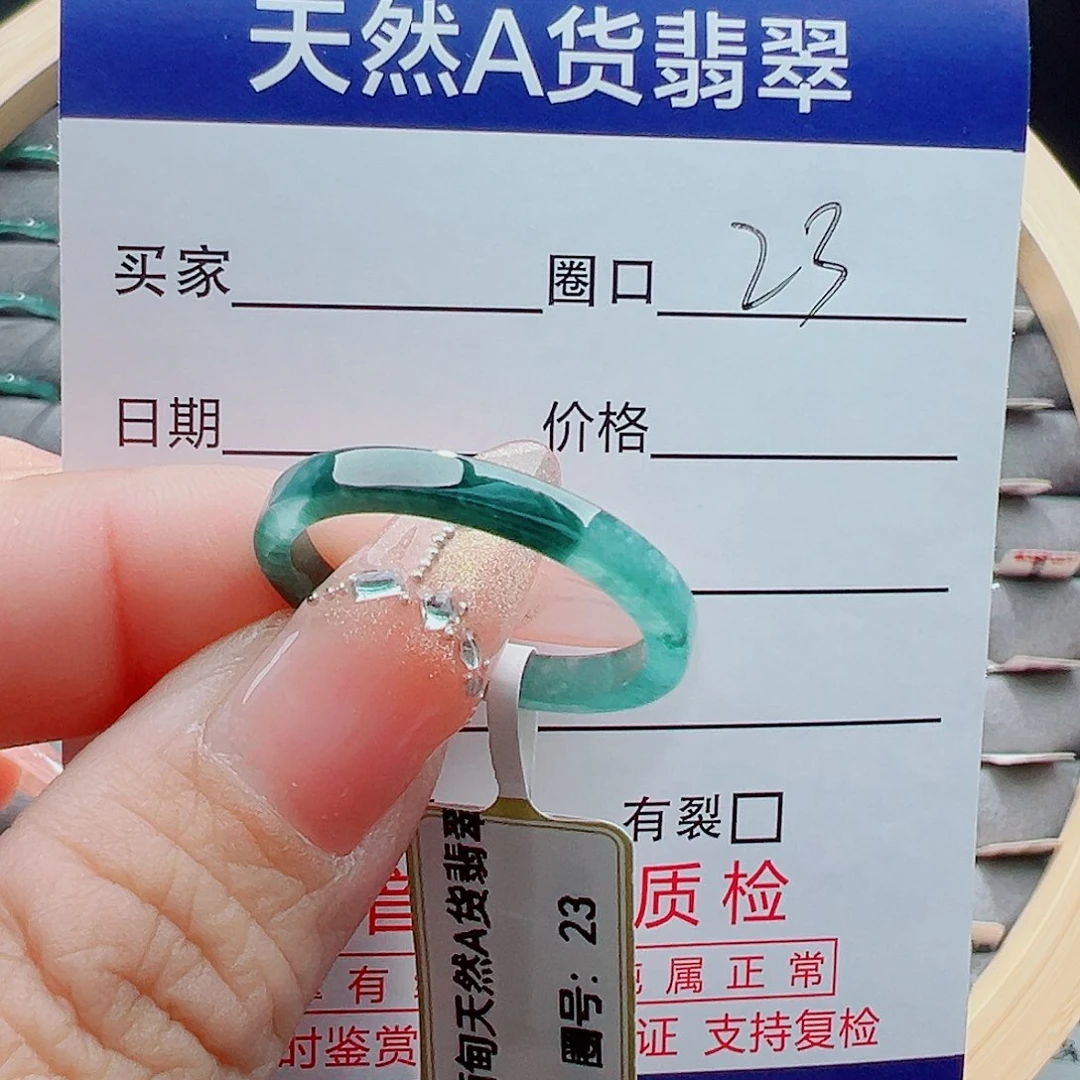 天然A货翡翠
买家 圈口 23
日期 价格
有裂
质检
有 属正常
时鉴赏 证 支持复检
甸天然A货翡翠
圈号：23